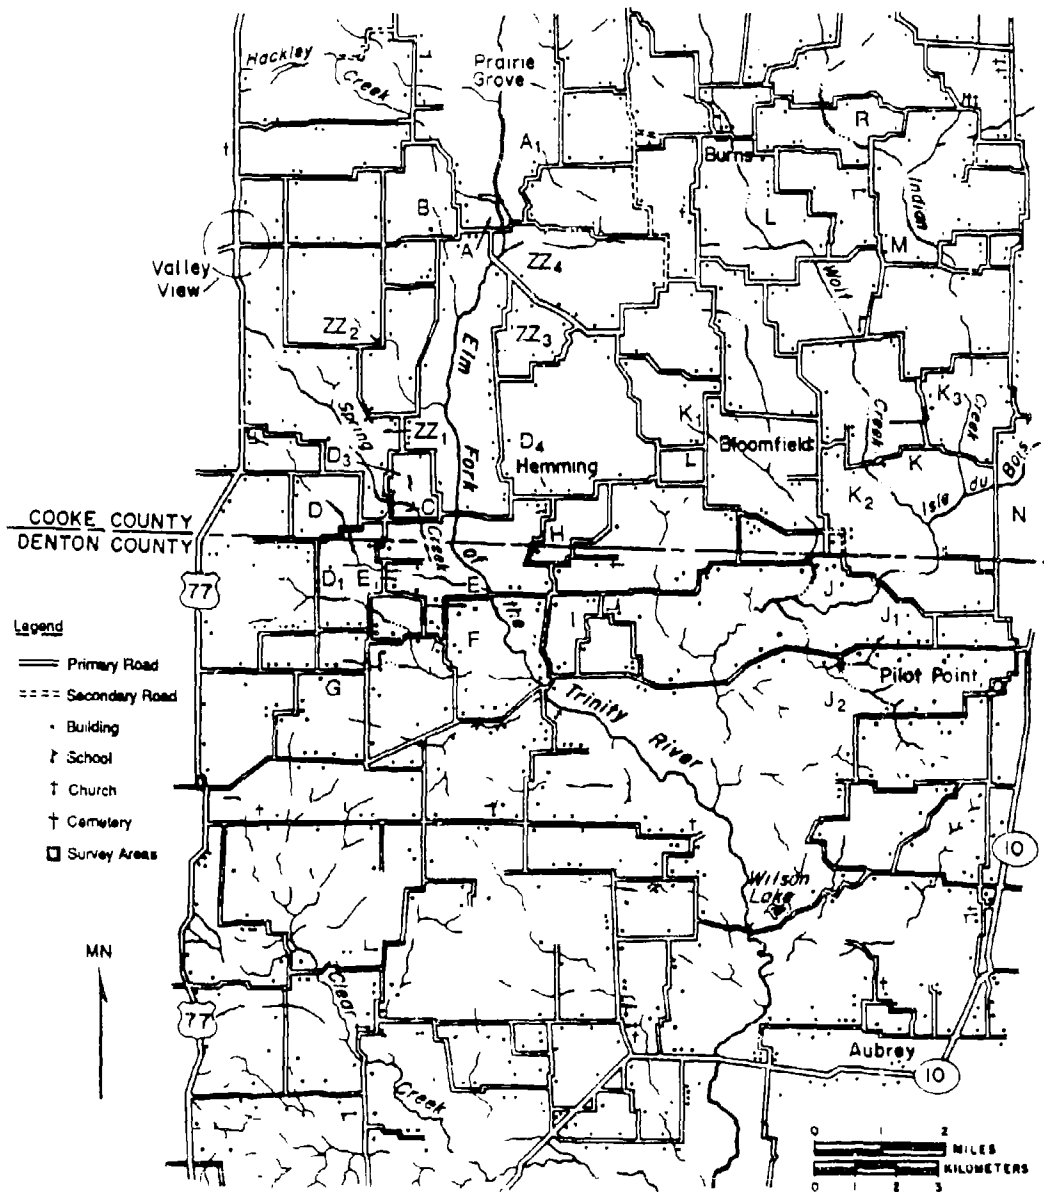 Hackley
Creek
Prairie
Grove
A1
R
Burns
Indian
B
L
A
M
ZZ4
Valley
View
Wolf
ZZ2
Elm
ZZ3
K3
Spring
Creek
Creek
K1
ZZ1
D4
Bloomfield
D3
Hemming
Fork
L
K
du
Bois
K2
Isle
D
C
N
COOKE COUNTY
DENTON COUNTY
Creek
of
H
D1
E1
E
J
77
the
Legend
F
I
J1
Primary Road
Pilot Point
Secondary Road
G
Trinity
J2
Building
River
School
Church
Cemetery
Survey Areas
10
Wilson
Lake
MN
Clear
77
Aubrey
10
Creek
0 1 2
MILES
KILOMETERS
0 1 2 3